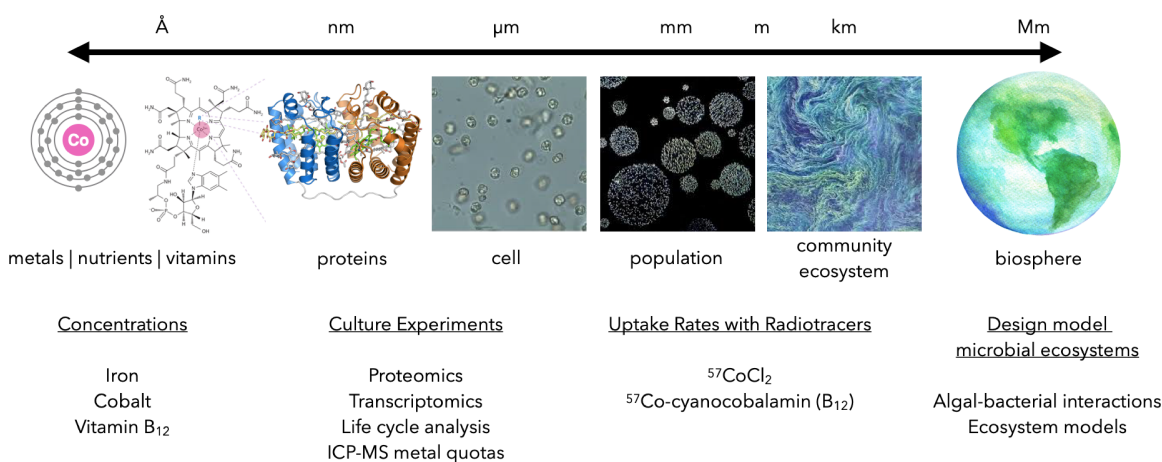 Å nm µm mm m km Mm
Co
metals | nutrients | vitamins
proteins
cell
population
community
ecosystem
biosphere
Concentrations
Iron
Cobalt
Vitamin B₁₂
Culture Experiments
Proteomics
Transcriptomics
Life cycle analysis
ICP-MS metal quotas
Uptake Rates with Radiotracers
⁵⁷CoCl₂
⁵⁷Co-cyanocobalamin (B₁₂)
Design model
microbial ecosystems
Algal-bacterial interactions
Ecosystem models